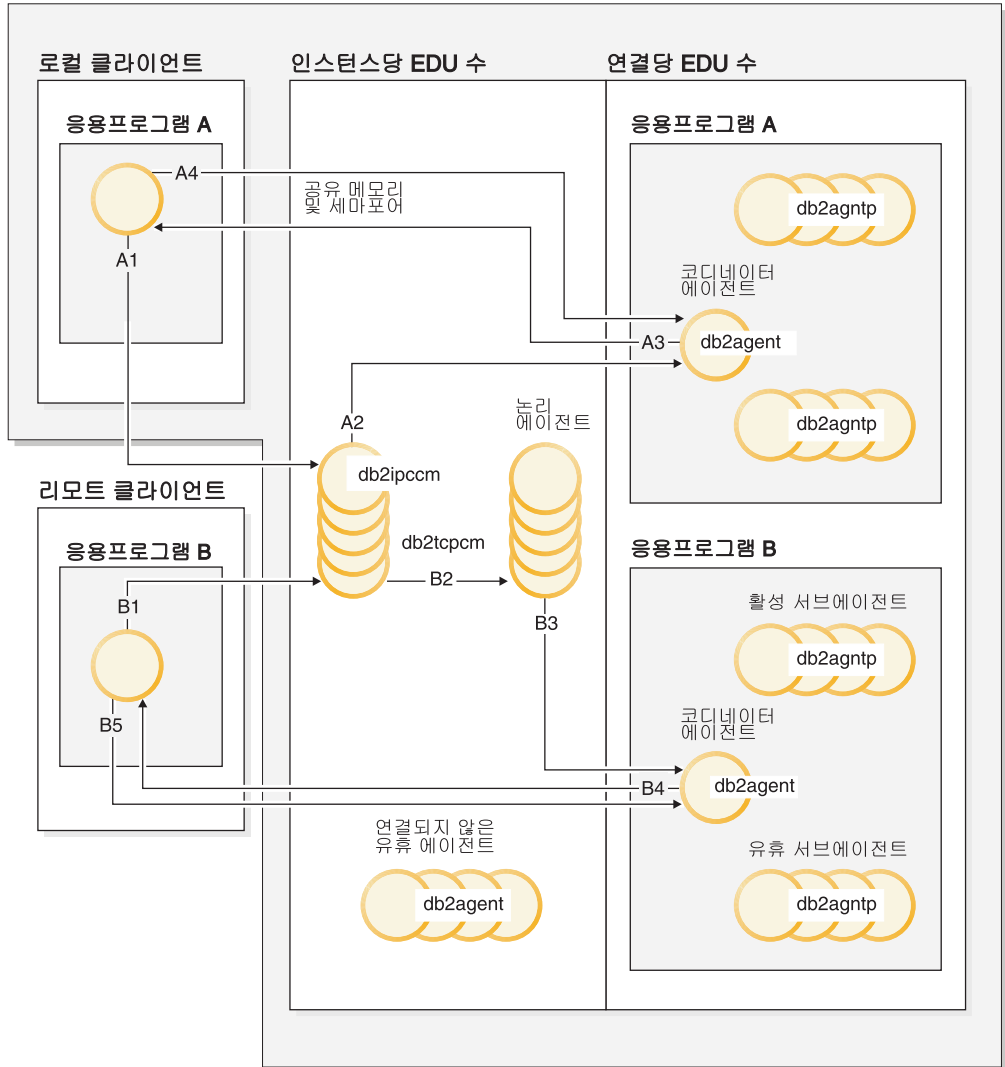 로컬 클라이언트
인스턴스당 EDU 수
연결당 EDU 수
응용프로그램 A
응용프로그램 A
A4
공유 메모리
및 세마포어
A1
db2agntp
코디네이터
에이전트
A3
db2agent
A2
논리
에이전트
db2agntp
db2ipccm
리모트 클라이언트
db2tcpcm
응용프로그램 B
응용프로그램 B
B2
B1
B3
활성 서브에이전트
db2agntp
B5
코디네이터
에이전트
B4
db2agent
연결되지 않은
유휴 에이전트
유휴 서브에이전트
db2agent
db2agntp